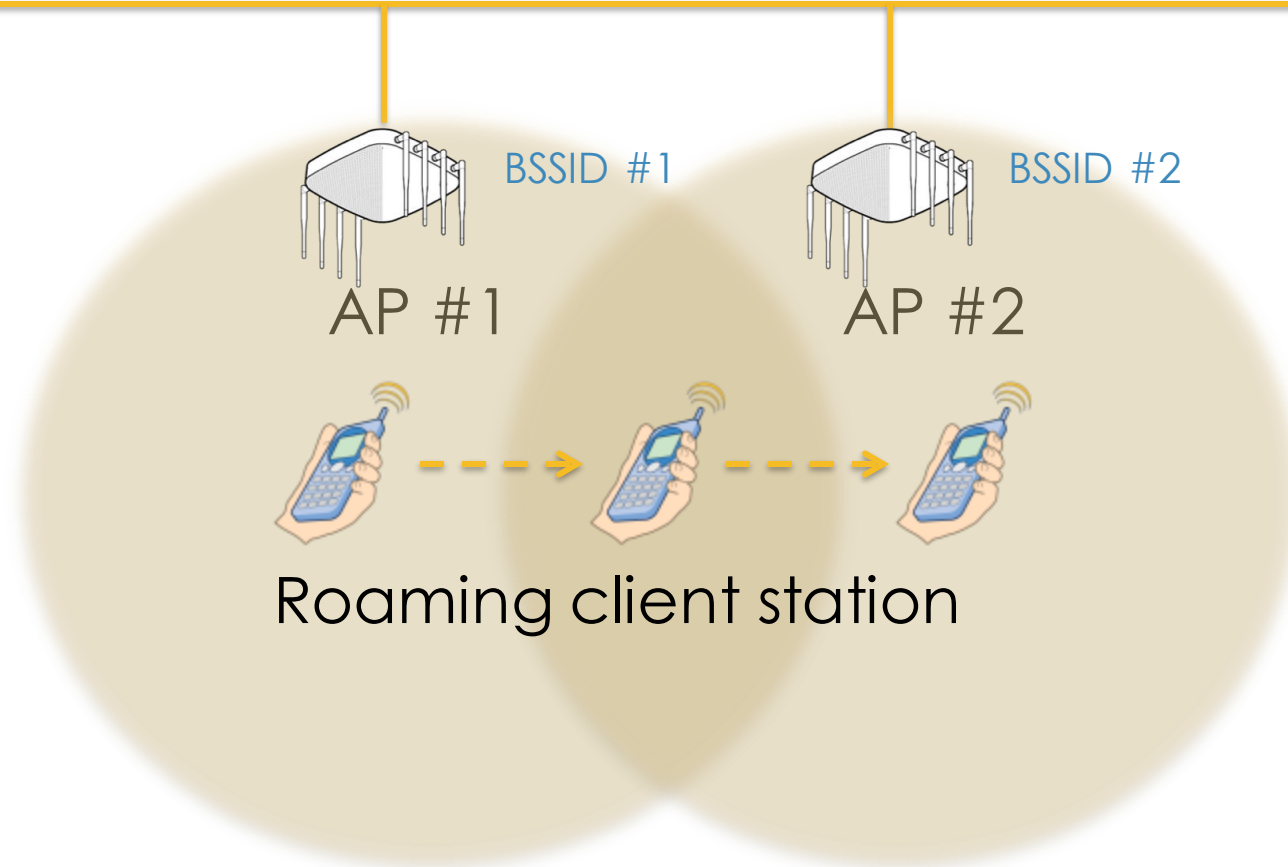 BSSID #1
BSSID #2
AP #1
AP #2
Roaming client station